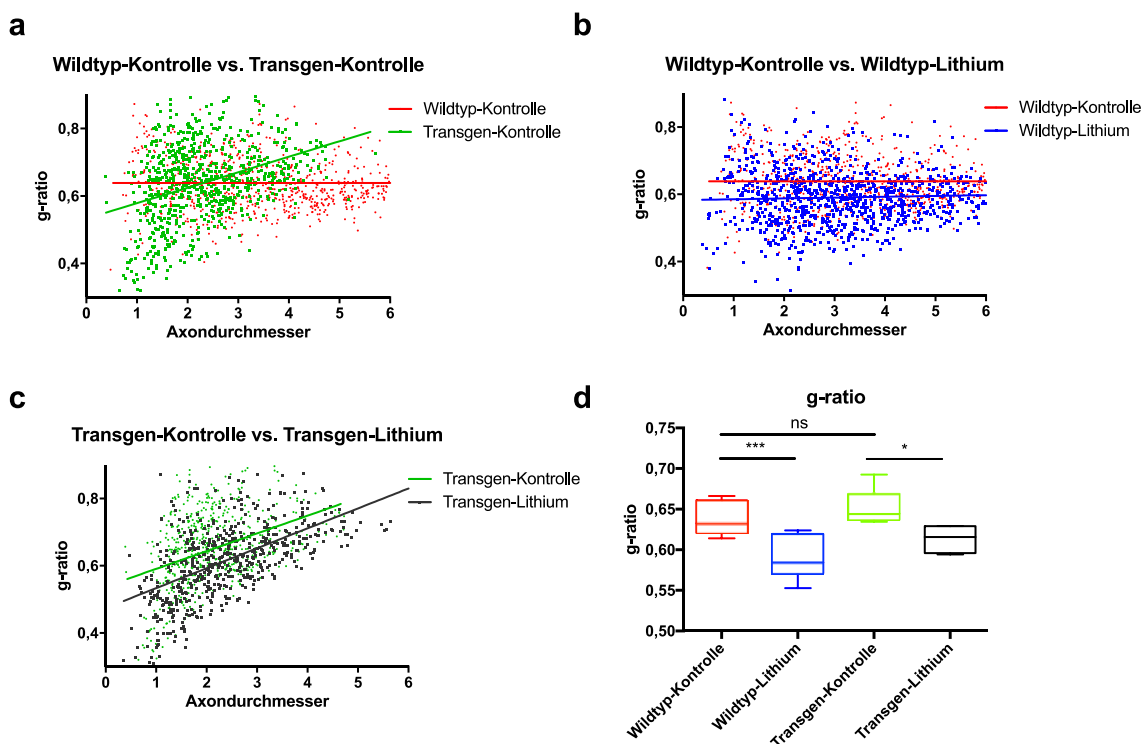 a
Wildtyp-Kontrolle vs. Transgen-Kontrolle
Wildtyp-Kontrolle
Transgen-Kontrolle
g-ratio
0,8
0,6
0,4
0 1 2 3 4 5 6
Axondurchmesser
b
Wildtyp-Kontrolle vs. Wildtyp-Lithium
Wildtyp-Kontrolle
Wildtyp-Lithium
g-ratio
0,8
0,6
0,4
0 1 2 3 4 5 6
Axondurchmesser
c
Transgen-Kontrolle vs. Transgen-Lithium
Transgen-Kontrolle
Transgen-Lithium
g-ratio
0,8
0,6
0,4
0 1 2 3 4 5 6
Axondurchmesser
d
g-ratio
ns
***
*
g-ratio
0,75
0,70
0,65
0,60
0,55
0,50
Wildtyp-Kontrolle
Wildtyp-Lithium
Transgen-Kontrolle
Transgen-Lithium